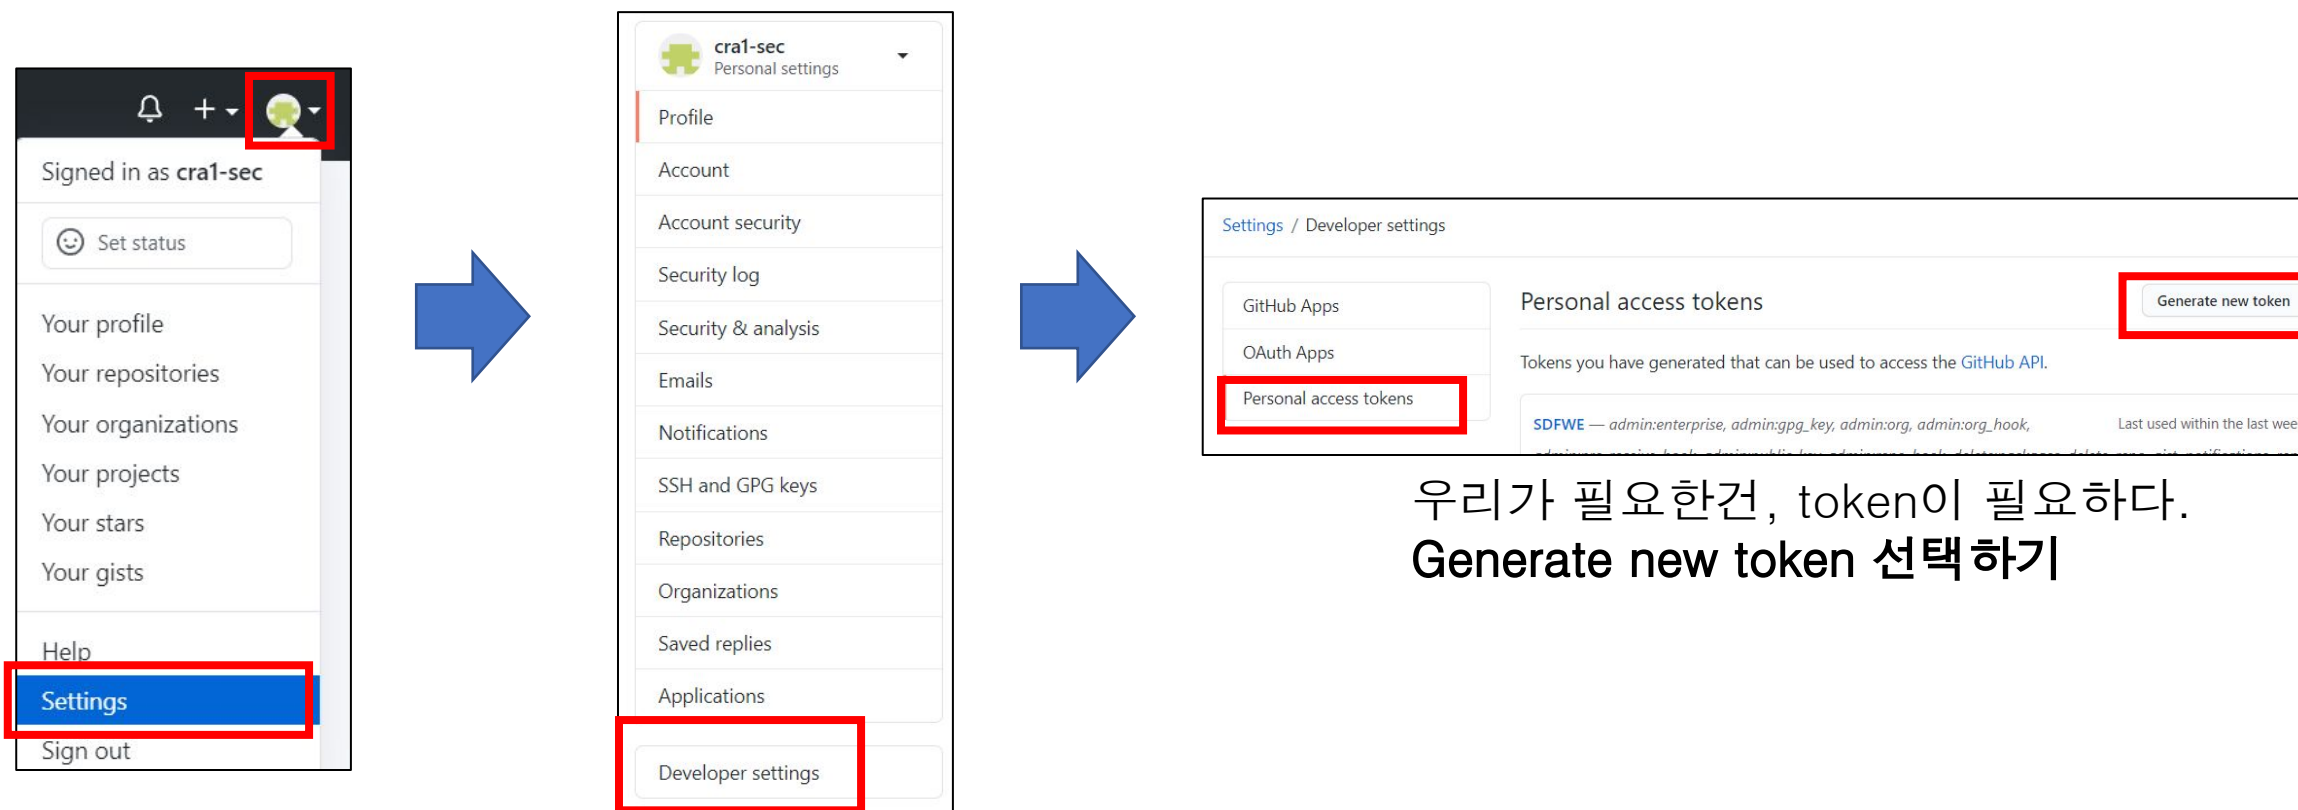 Signed in as cra1-sec
Set status
Your profile
Your repositories
Your organizations
Your projects
Your stars
Your gists
Help
Settings
Sign out
cra1-sec
Personal settings
Profile
Account
Account security
Security log
Security & analysis
Emails
Notifications
SSH and GPG keys
Repositories
Organizations
Saved replies
Applications
Developer settings
Settings / Developer settings
GitHub Apps
OAuth Apps
Personal access tokens
Personal access tokens
Generate new token
Tokens you have generated that can be used to access the GitHub API.
SDFWE — admin:enterprise, admin:gpg_key, admin:org, admin:org_hook,
Last used within the last wee
우리가 필요한건, token이 필요하다.
Generate new token 선택하기